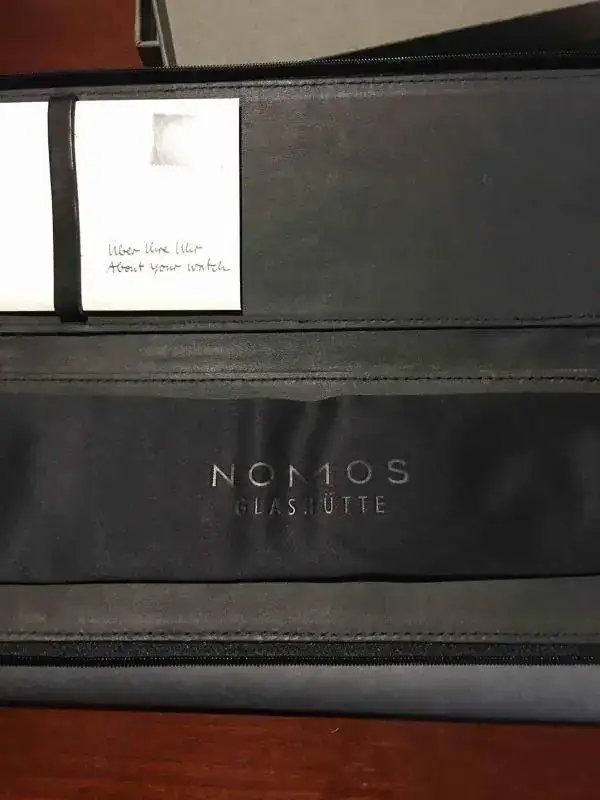 Über Ihre Uhr
About your watch
NOMOS
GLASHÜTTE